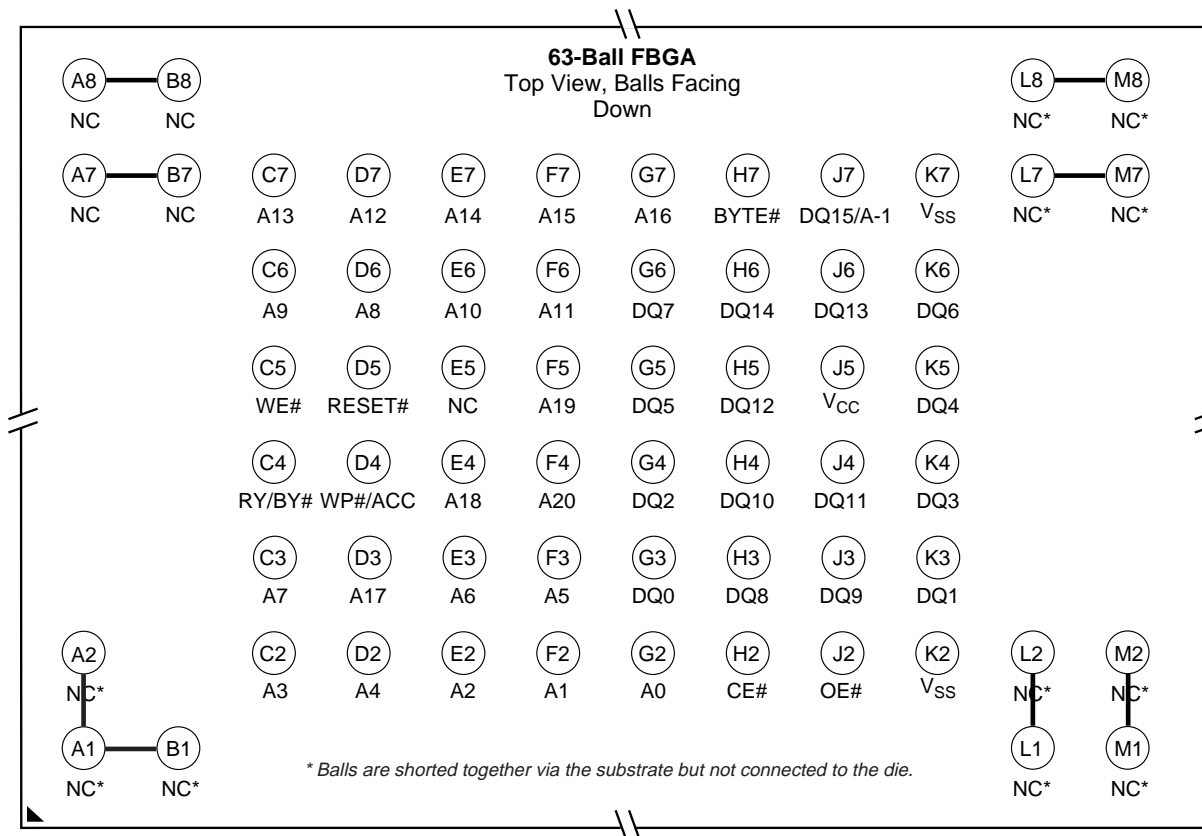 63-Ball FBGA
Top View, Balls Facing
Down
A8 B8 L8 M8
NC NC NC* NC*
A7 B7 C7 D7 E7 F7 G7 H7 J7 K7 L7 M7
NC NC A13 A12 A14 A15 A16 BYTE# DQ15/A-1 VSS NC* NC*
C6 D6 E6 F6 G6 H6 J6 K6
A9 A8 A10 A11 DQ7 DQ14 DQ13 DQ6
C5 D5 E5 F5 G5 H5 J5 K5
WE# RESET# NC A19 DQ5 DQ12 VCC DQ4
C4 D4 E4 F4 G4 H4 J4 K4
RY/BY# WP#/ACC A18 A20 DQ2 DQ10 DQ11 DQ3
C3 D3 E3 F3 G3 H3 J3 K3
A7 A17 A6 A5 DQ0 DQ8 DQ9 DQ1
A2 C2 D2 E2 F2 G2 H2 J2 K2 L2 M2
NC* A3 A4 A2 A1 A0 CE# OE# VSS NC* NC*
A1 B1 L1 M1
NC* NC* NC* NC*
* Balls are shorted together via the substrate but not connected to the die.